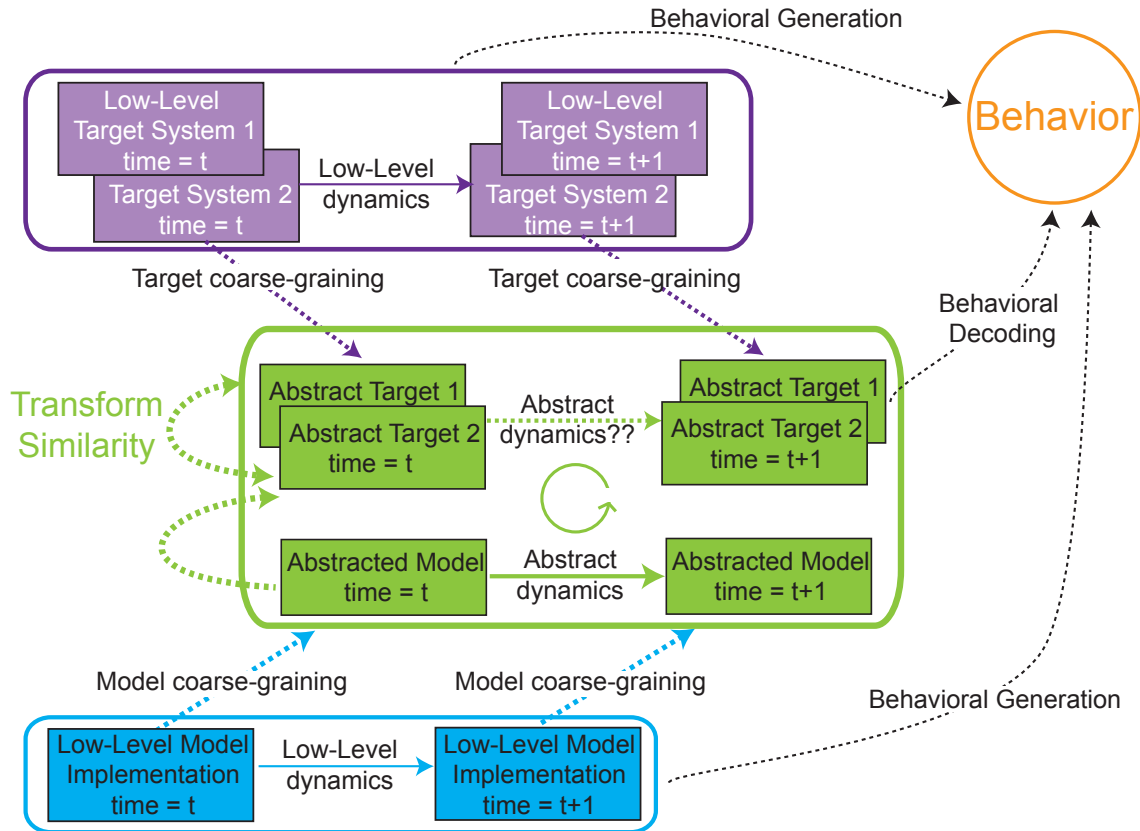 Behavioral Generation
Low-Level
Target System 1
time = t
Target System 2
time = t
Low-Level
dynamics
Low-Level
Target System 1
time = t+1
Target System 2
time = t+1
Behavior
Target coarse-graining
Target coarse-graining
Behavioral
Decoding
Transform
Similarity
Abstract Target 1
Abstract Target 2
time = t
Abstract
dynamics??
Abstract Target 1
Abstract Target 2
time = t+1
Abstracted Model
time = t
Abstract
dynamics
Abstracted Model
time = t+1
Model coarse-graining
Model coarse-graining
Behavioral Generation
Low-Level Model
Implementation
time = t
Low-Level
dynamics
Low-Level Model
Implementation
time = t+1